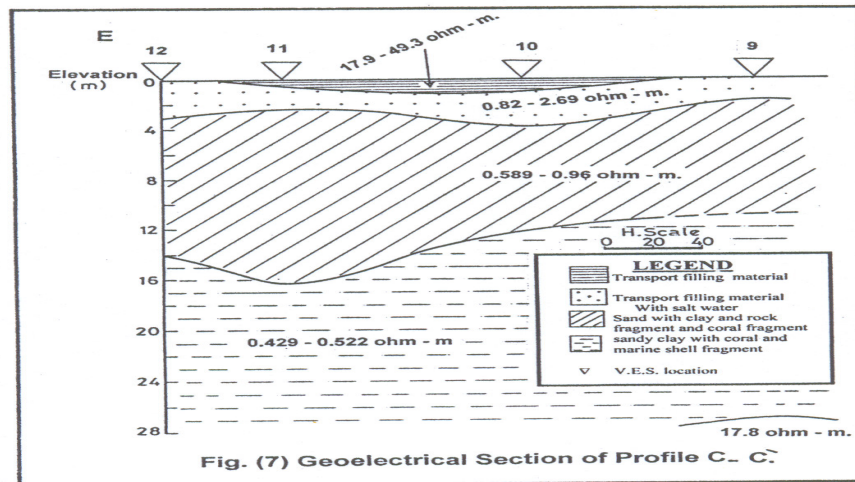 E
12
11
17.9 - 49.3 ohm - m.
10
9
Elevation
(m)
0
4
8
12
16
20
24
28
0.82 - 2.69 ohm - m.
0.589 - 0.96 ohm - m.
H.Scale
0 20 40
LEGEND
Transport filling material
Transport filling material
With salt water
Sand with clay and rock
fragment and coral fragment
sandy clay with coral and
marine shell fragment
V.E.S. location
0.429 - 0.522 ohm - m
17.8 ohm - m.
Fig. (7) Geoelectrical Section of Profile C - C`.